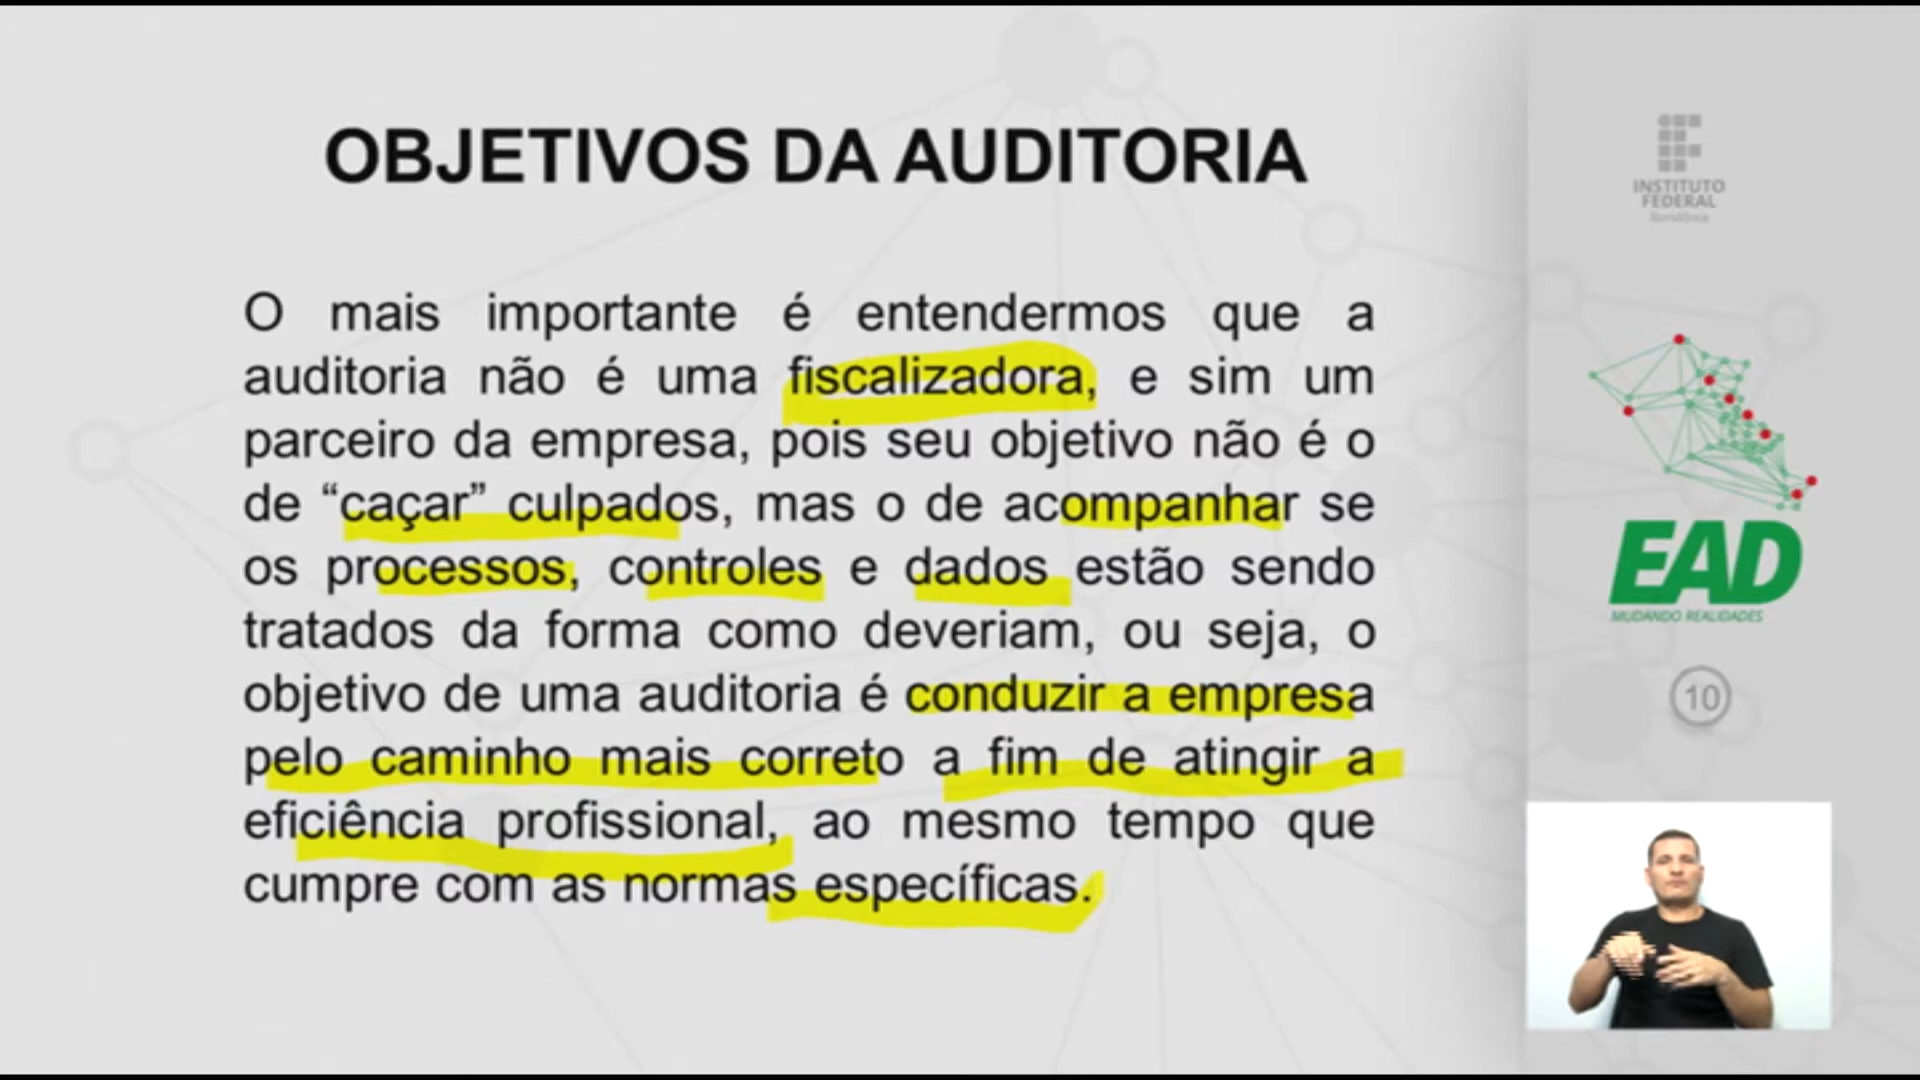 OBJETIVOS DA AUDITORIA
O mais importante é entendermos que a
auditoria não é uma fiscalizadora, e sim um
parceiro da empresa, pois seu objetivo não é o
de “caçar” culpados, mas o de acompanhar se
os processos, controles e dados estão sendo
tratados da forma como deveriam, ou seja, o
objetivo de uma auditoria é conduzir a empresa
pelo caminho mais correto a fim de atingir a
eficiência profissional, ao mesmo tempo que
cumpre com as normas específicas.
INSTITUTO
FEDERAL
Rondônia
EAD
MUDANDO REALIDADES
10